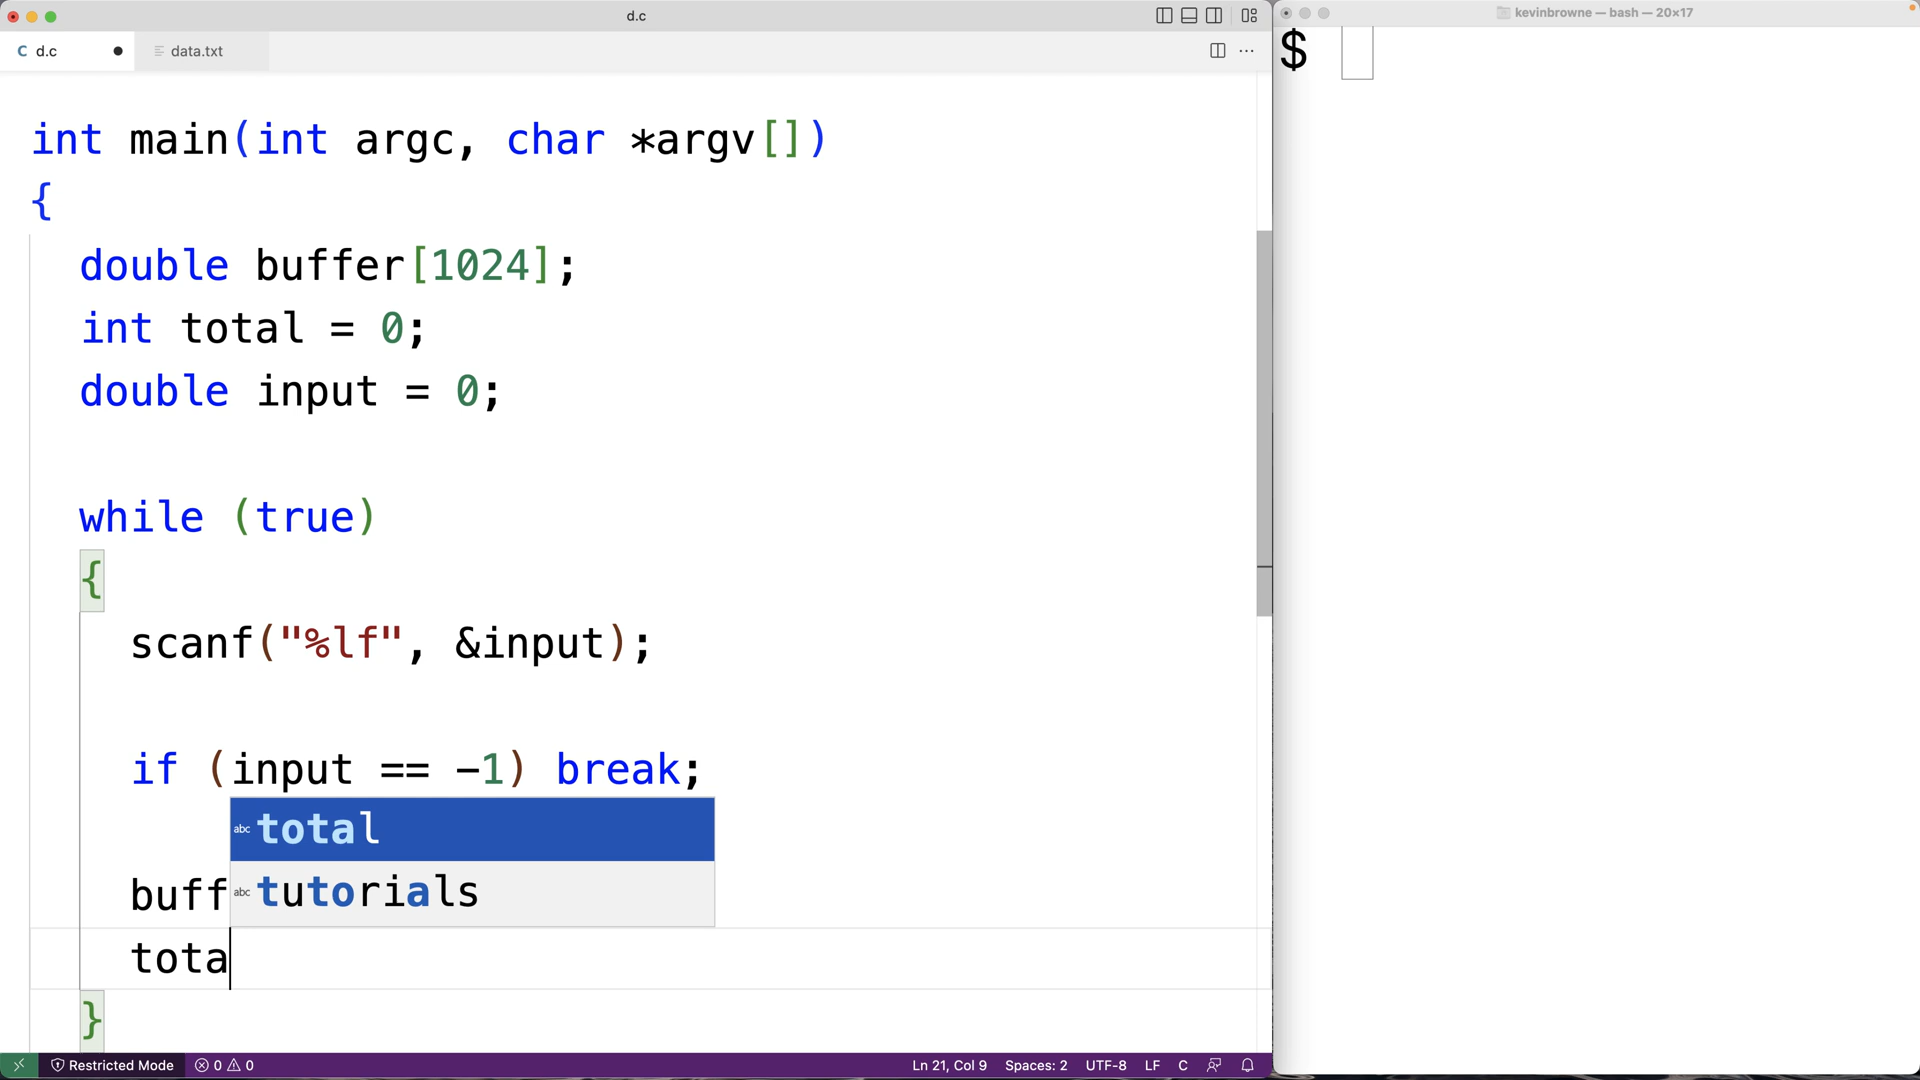 d.c
kevinbrowne — bash — 20×17
C d.c
data.txt
$
int main(int argc, char *argv[])
{
double buffer[1024];
int total = 0;
double input = 0;
while (true)
{
scanf("%lf", &input);
if (input == -1) break;
abc total
abc tutorials
buff
tota
}
Restricted Mode 0 0 Ln 21, Col 9 Spaces: 2 UTF-8 LF C